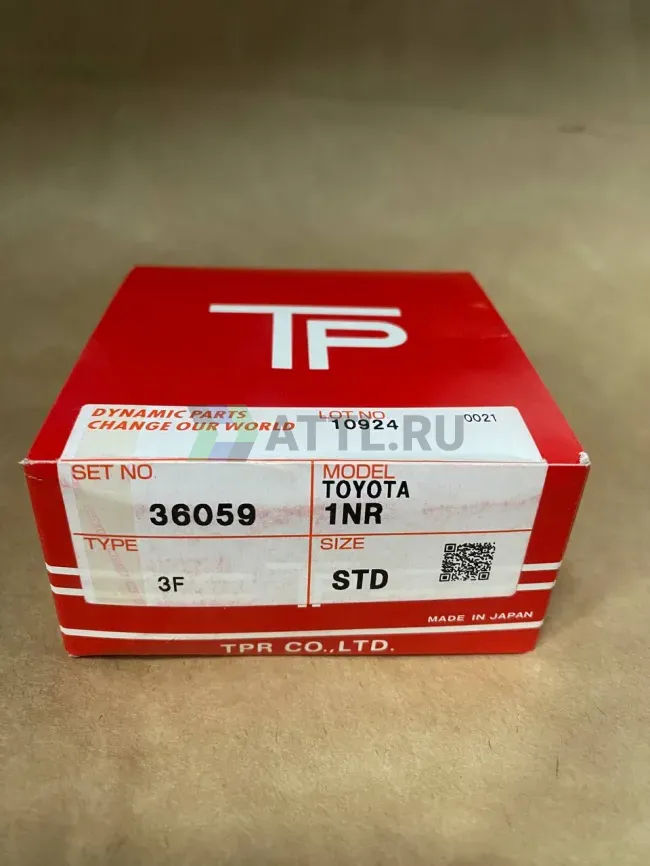 TP
DYNAMIC PARTS
CHANGE OUR WORLD
LOT NO
10924
0021
ATTL.RU
SET NO.
36059
MODEL
TOYOTA
1NR
TYPE
3F
SIZE
STD
MADE IN JAPAN
TPR CO.,LTD.